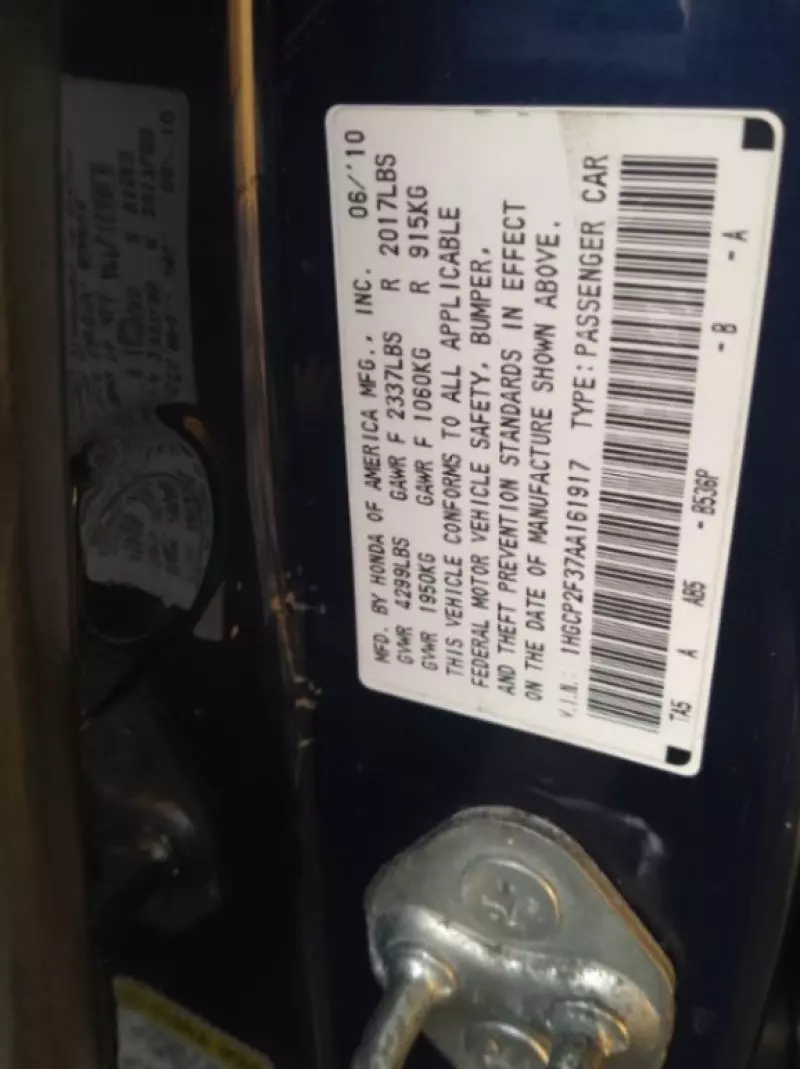 MFD. BY HONDA OF AMERICA MFG., INC. 06/'10
GVWR 4299LBS GAWR F 2337LBS R 2017LBS
GVWR 1950KG GAWR F 1060KG R 915KG
THIS VEHICLE CONFORMS TO ALL APPLICABLE
FEDERAL MOTOR VEHICLE SAFETY, BUMPER,
AND THEFT PREVENTION STANDARDS IN EFFECT
ON THE DATE OF MANUFACTURE SHOWN ABOVE.
V.I.N.: 1HGCP2F37AA161917 TYPE: PASSENGER CAR
TA5 A AB5 - B536P - B - A